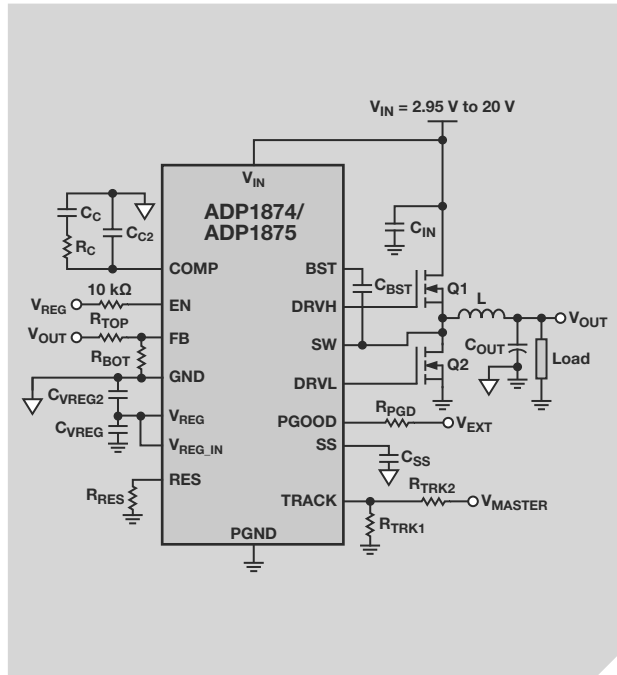 V_IN = 2.95 V to 20 V
V_IN
ADP1874/
ADP1875
C_C
C_C2
R_C
C_IN
COMP
BST
C_BST
Q1
10 kΩ
V_REG
EN
DRVH
L
V_OUT
R_TOP
V_OUT
FB
SW
C_OUT
Load
R_BOT
Q2
GND
DRVL
C_VREG2
R_PGD
V_REG
PGOOD
V_EXT
C_VREG
SS
V_REG_IN
C_SS
RES
R_RES
R_TRK2
TRACK
V_MASTER
R_TRK1
PGND